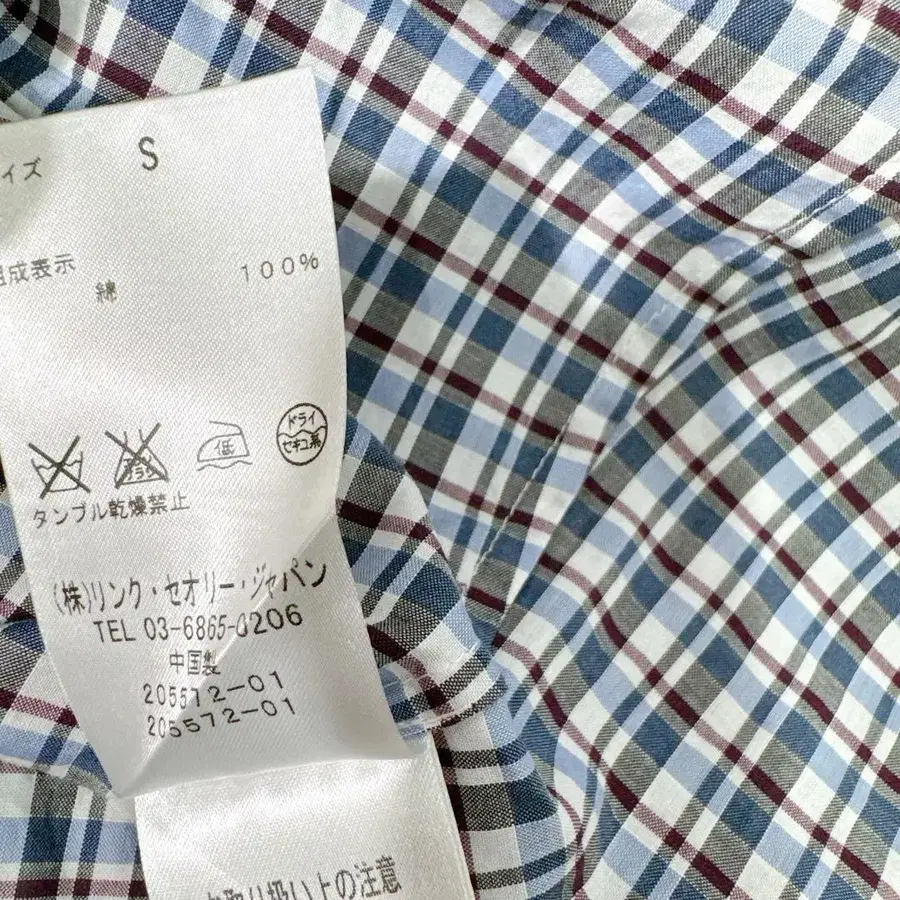 イズ S
組成表示
綿 100%
低 ドライ セキユ系
タンブル乾燥禁止
(株)リンク・セオリー・ジャパン
TEL 03-6865-0206
中国製
205572-01
205572-01
お取り扱い上の注意